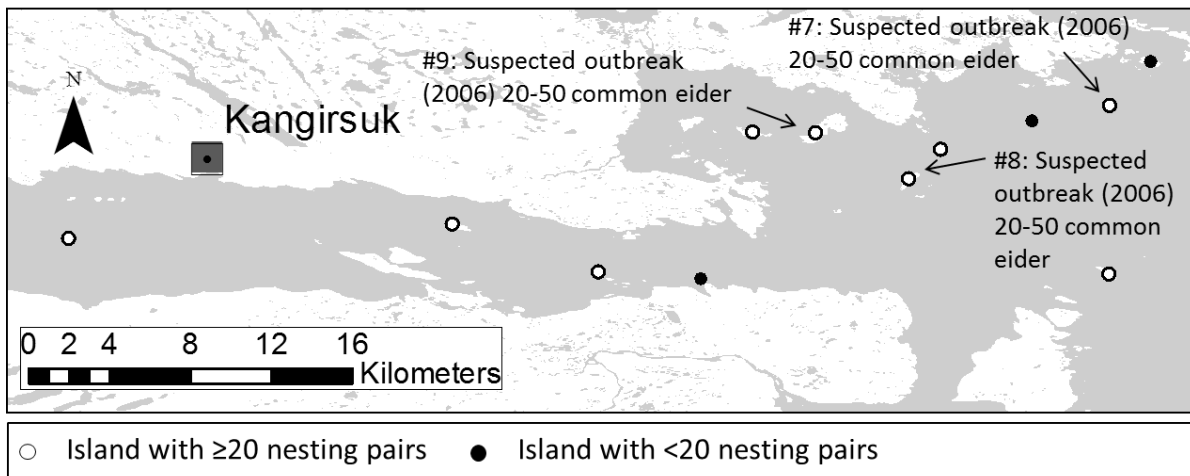 #7: Suspected outbreak (2006)
20-50 common eider
#9: Suspected outbreak
(2006) 20-50 common eider
N
Kangirsuk
#8: Suspected
outbreak (2006)
20-50 common
eider
0 2 4 8 12 16
Kilometers
Island with ≥20 nesting pairs
Island with <20 nesting pairs